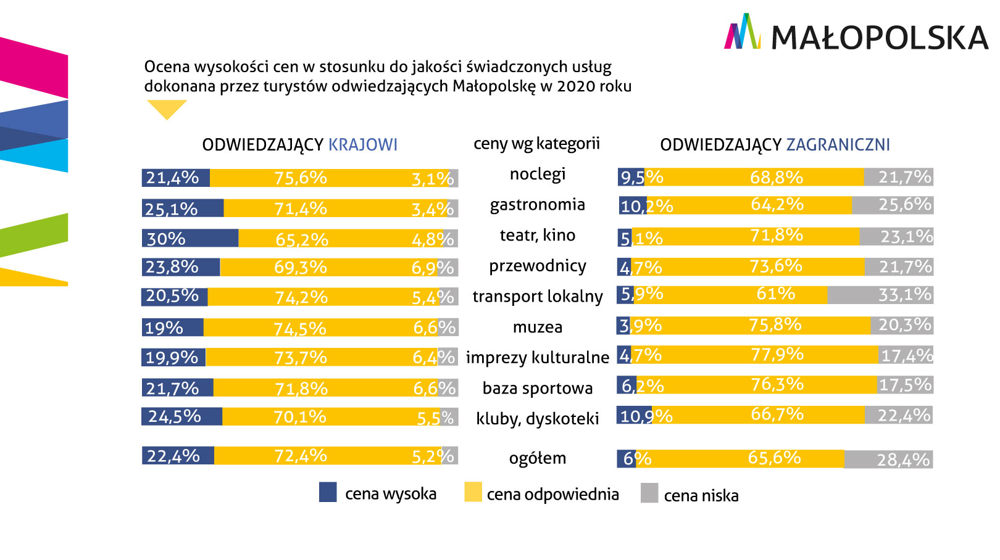 MAŁOPOLSKA
Ocena wysokości cen w stosunku do jakości świadczonych usług
dokonana przez turystów odwiedzających Małopolskę w 2020 roku
ODWIEDZAJĄCY KRAJOWI ceny wg kategorii ODWIEDZAJĄCY ZAGRANICZNI
21,4% 75,6% 3,1% noclegi 9,5% 68,8% 21,7%
25,1% 71,4% 3,4% gastronomia 10,2% 64,2% 25,6%
30% 65,2% 4,8% teatr, kino 5,1% 71,8% 23,1%
23,8% 69,3% 6,9% przewodnicy 4,7% 73,6% 21,7%
20,5% 74,2% 5,4% transport lokalny 5,9% 61% 33,1%
19% 74,5% 6,6% muzea 3,9% 75,8% 20,3%
19,9% 73,7% 6,4% imprezy kulturalne 4,7% 77,9% 17,4%
21,7% 71,8% 6,6% baza sportowa 6,2% 76,3% 17,5%
24,5% 70,1% 5,5% kluby, dyskoteki 10,9% 66,7% 22,4%
22,4% 72,4% 5,2% ogółem 6% 65,6% 28,4%
cena wysoka cena odpowiednia cena niska